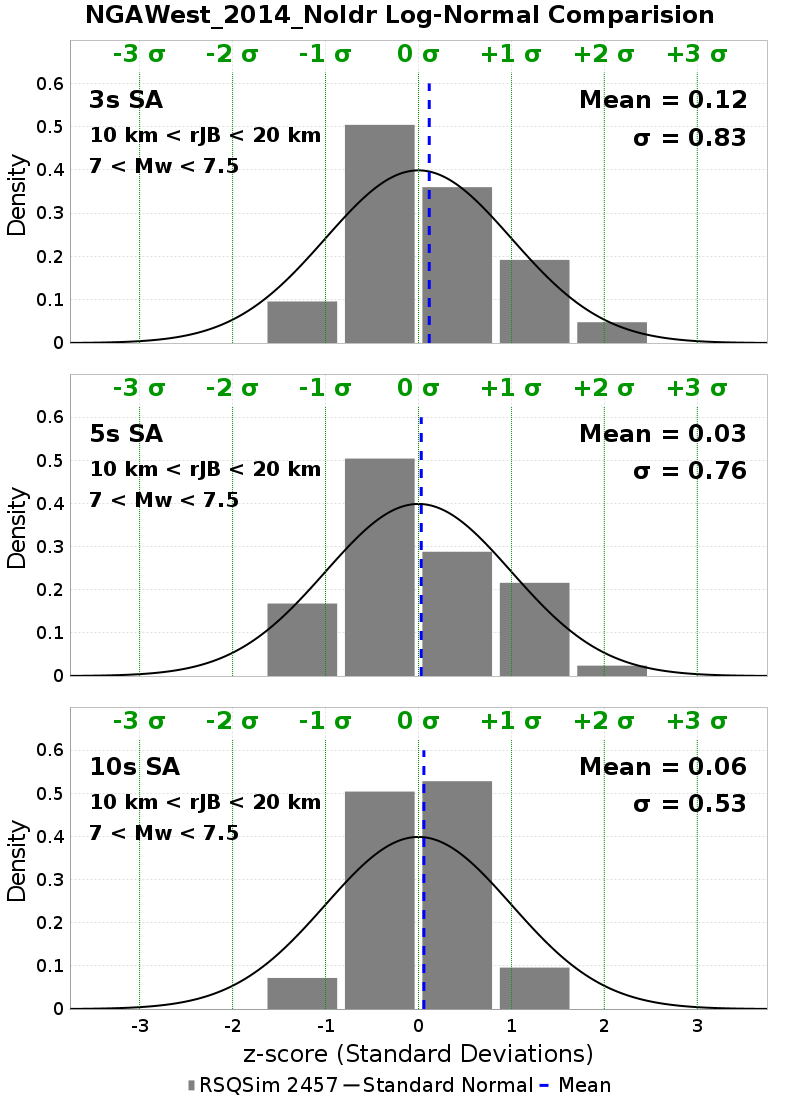 NGAWest_2014_NoIdr Log-Normal Comparision
-3 σ -2 σ -1 σ 0 σ +1 σ +2 σ +3 σ
0.6
3s SA Mean = 0.12
0.5
10 km < rJB < 20 km σ = 0.83
7 < Mw < 7.5
0.4
Density
0.3
0.2
0.1
0
-3 σ -2 σ -1 σ 0 σ +1 σ +2 σ +3 σ
0.6
5s SA Mean = 0.03
0.5
10 km < rJB < 20 km σ = 0.76
7 < Mw < 7.5
0.4
Density
0.3
0.2
0.1
0
-3 σ -2 σ -1 σ 0 σ +1 σ +2 σ +3 σ
0.6
10s SA Mean = 0.06
0.5
10 km < rJB < 20 km σ = 0.53
7 < Mw < 7.5
0.4
Density
0.3
0.2
0.1
0
-3 -2 -1 0 1 2 3
z-score (Standard Deviations)
RSQSim 2457 Standard Normal Mean